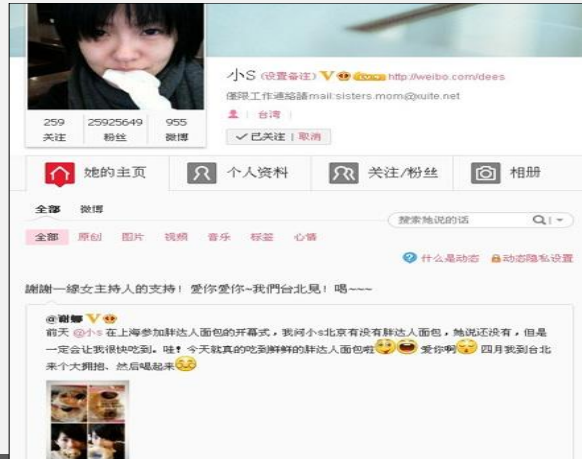 小S (设置备注) http://weibo.com/dees
僅限工作連絡請mail:sisters.mom@xuite.net
台湾
259 25925649 955
关注 粉丝 微博
✓已关注 | 取消
她的主页 个人资料 关注/粉丝 相册
全部 微博
搜索她说的话
全部 原创 图片 视频 音乐 标签 心情
什么是动态 动态隐私设置
謝謝一線女主持人的支持!愛你愛你~我們台北見!喝~~~
@谢娜
前天 @小s 在上海参加胖达人面包的开幕式，我问小s北京有没有胖达人面包，她说还没有，但是
一定会让我很快吃到。哇！今天就真的吃到鲜鲜的胖达人面包啦 爱你啊 四月我到台北
来个大拥抱、然后喝起来